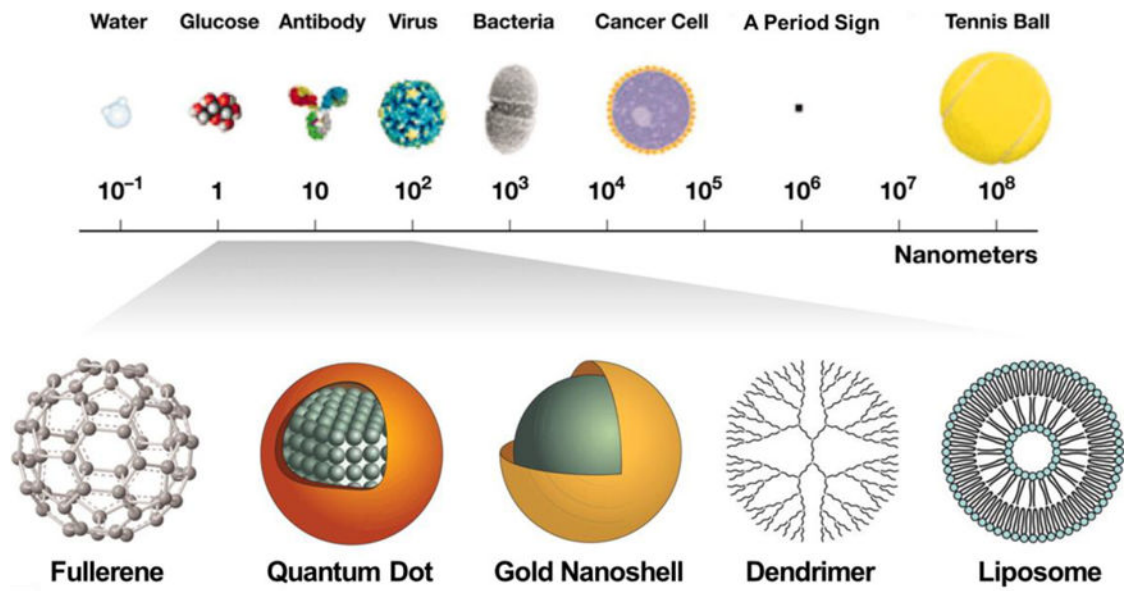 Water Glucose Antibody Virus Bacteria Cancer Cell A Period Sign Tennis Ball
10⁻¹ 1 10 10² 10³ 10⁴ 10⁵ 10⁶ 10⁷ 10⁸
Nanometers
Fullerene Quantum Dot Gold Nanoshell Dendrimer Liposome